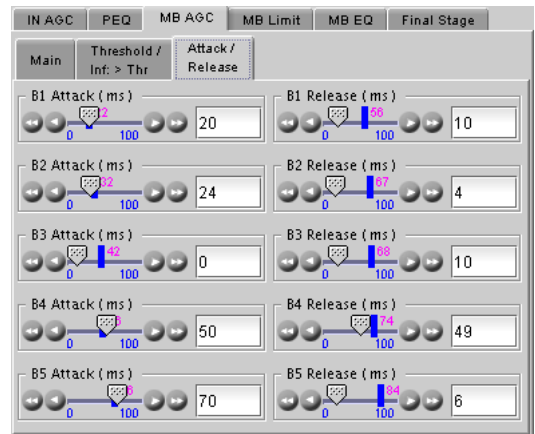 IN AGC PEQ MB AGC MB Limit MB EQ Final Stage
Main Threshold / Inf: > Thr Attack / Release
B1 Attack ( ms ) B1 Release ( ms )
56
0 100 20 0 100 10
B2 Attack ( ms ) B2 Release ( ms )
32 67
0 100 24 0 100 4
B3 Attack ( ms ) B3 Release ( ms )
42 68
0 100 0 0 100 10
B4 Attack ( ms ) B4 Release ( ms )
74
0 100 50 0 100 49
B5 Attack ( ms ) B5 Release ( ms )
84
0 100 70 0 100 6